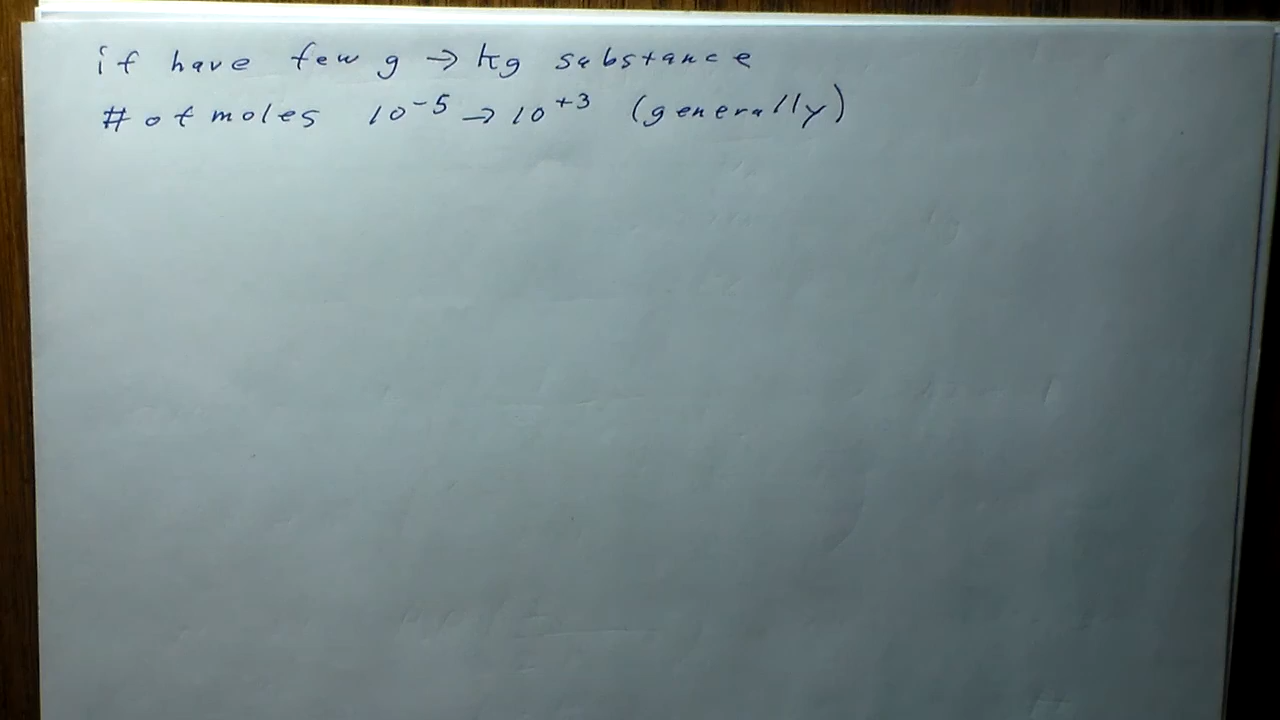 if have few g → kg substance
# of moles 10⁻⁵ → 10⁺³ (generally)